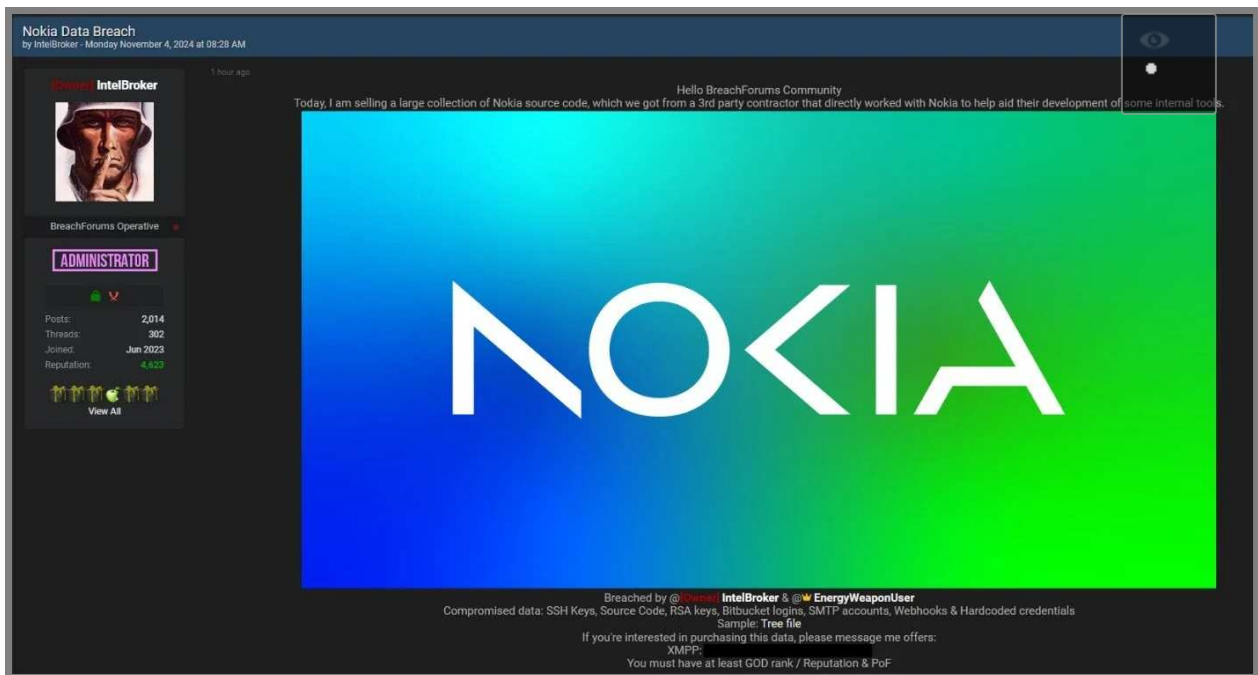 Nokia Data Breach
by IntelBroker - Monday November 4, 2024 at 08:28 AM
1 hour ago
[Owner] IntelBroker
BreachForums Operative
ADMINISTRATOR
Posts: 2,014
Threads: 302
Joined: Jun 2023
Reputation: 4,623
View All
Hello BreachForums Community
Today, I am selling a large collection of Nokia source code, which we got from a 3rd party contractor that directly worked with Nokia to help aid their development of some internal tools.
NOKIA
Breached by @[Owner] IntelBroker & @ EnergyWeaponUser
Compromised data: SSH Keys, Source Code, RSA keys, Bitbucket logins, SMTP accounts, Webhooks & Hardcoded credentials
Sample: Tree file
If you're interested in purchasing this data, please message me offers:
XMPP:
You must have at least GOD rank / Reputation & PoF